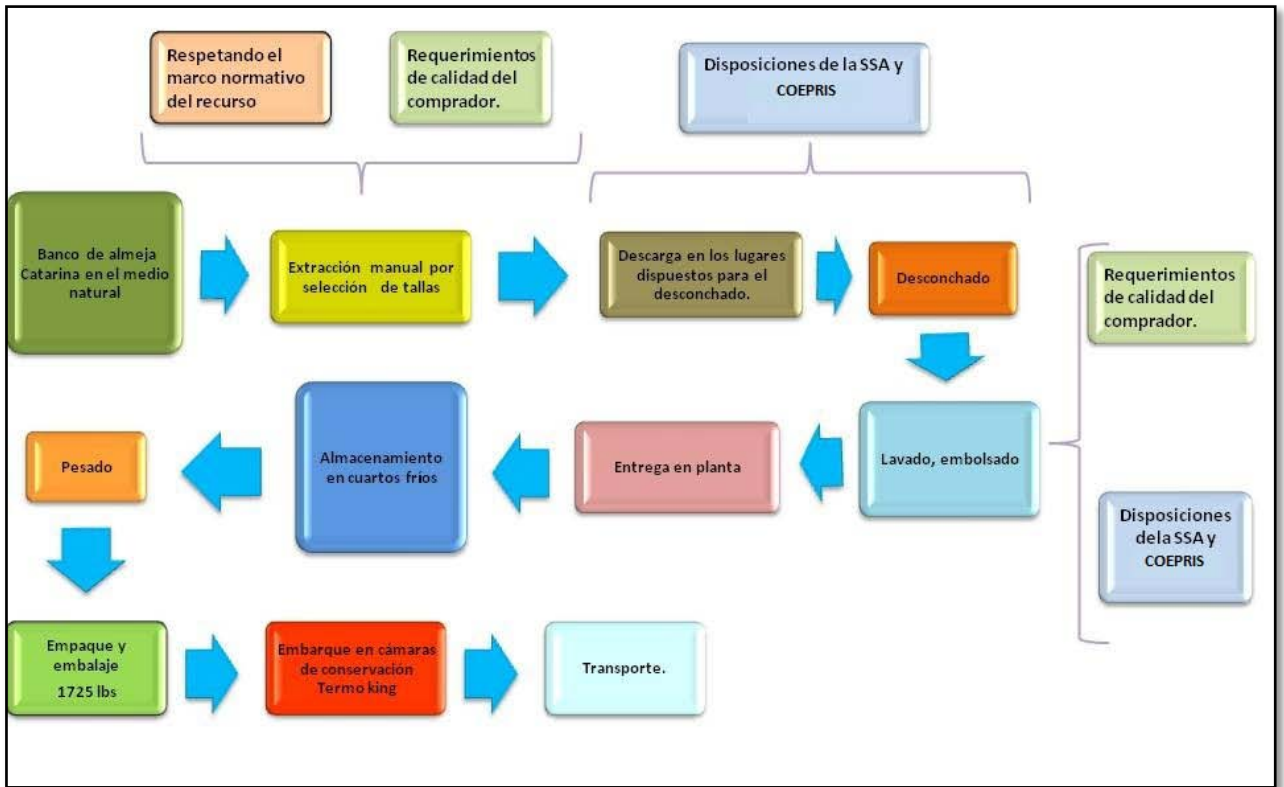 Respetando el
marco normativo
del recurso
Requerimientos
de calidad del
comprador.
Disposiciones de la SSA y
COEPRIS
Banco de almeja
Catarina en el medio
natural
Extracción manual por
selección de tallas
Descarga en los lugares
dispuestos para el
desconchado.
Desconchado
Requerimientos
de calidad del
comprador.
Pesado
Almacenamiento
en cuartos fríos
Entrega en planta
Lavado, embolsado
Disposiciones
dela SSA y
COEPRIS
Empaque y
embalaje
1725 lbs
Embarque en cámaras
de conservación
Termo king
Transporte.